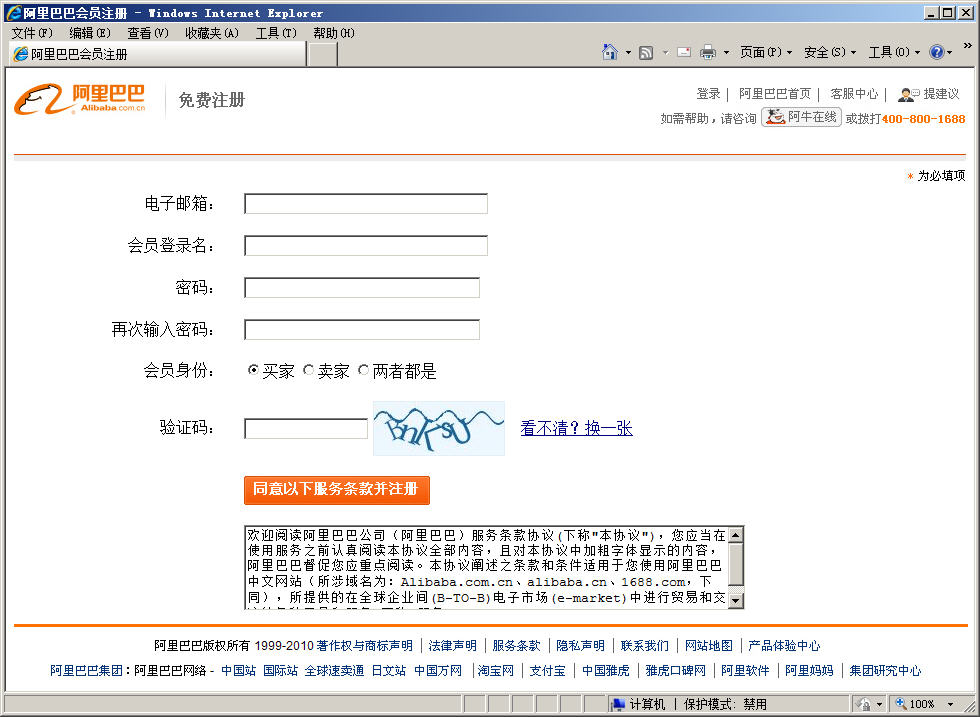 阿里巴巴会员注册 - Windows Internet Explorer
文件(F) 编辑(E) 查看(V) 收藏夹(A) 工具(T) 帮助(H)
阿里巴巴会员注册
页面(P) 安全(S) 工具(O)
阿里巴巴 Alibaba.com.cn 免费注册
登录 | 阿里巴巴首页 | 客服中心 | 提建议
如需帮助，请咨询 阿牛在线 或拨打400-800-1688
* 为必填项
电子邮箱：
会员登录名：
密码：
再次输入密码：
会员身份： 买家 卖家 两者都是
验证码： 看不清？换一张
同意以下服务条款并注册
欢迎阅读阿里巴巴公司（阿里巴巴）服务条款协议(下称"本协议")，您应当在
使用服务之前认真阅读本协议全部内容，且对本协议中加粗字体显示的内容，
阿里巴巴督促您应重点阅读。本协议阐述之条款和条件适用于您使用阿里巴巴
中文网站（所涉域名为：Alibaba.com.cn、alibaba.cn、1688.com，下
同），所提供的在全球企业间(B-TO-B)电子市场(e-market)中进行贸易和交
阿里巴巴版权所有 1999-2010 著作权与商标声明 | 法律声明 | 服务条款 | 隐私声明 | 联系我们 | 网站地图 | 产品体验中心
阿里巴巴集团：阿里巴巴网络 - 中国站 国际站 全球速卖通 日文站 中国万网 | 淘宝网 | 支付宝 | 中国雅虎 | 雅虎口碑网 | 阿里软件 | 阿里妈妈 | 集团研究中心
计算机 | 保护模式: 禁用 100%